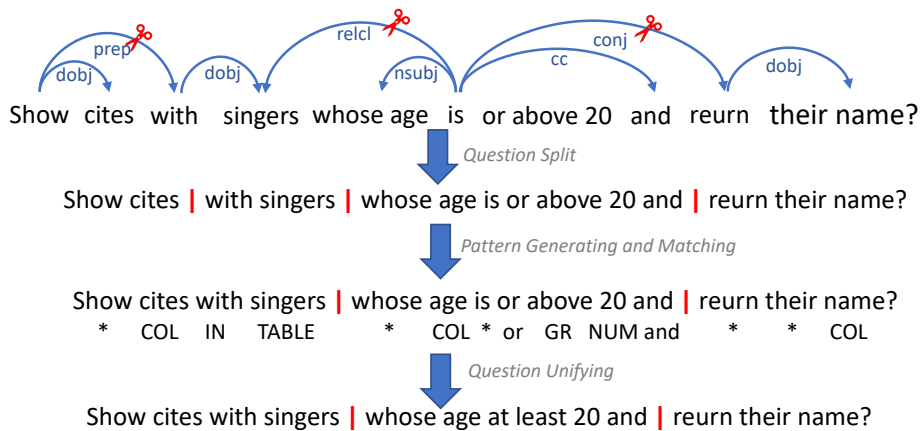 prep relcl conj
dobj dobj nsubj cc dobj
Show cites with singers whose age is or above 20 and reurn their name?
Question Split
Show cites | with singers | whose age is or above 20 and | reurn their name?
Pattern Generating and Matching
Show cites with singers | whose age is or above 20 and | reurn their name?
* COL IN TABLE * COL * or GR NUM and * * COL
Question Unifying
Show cites with singers | whose age at least 20 and | reurn their name?